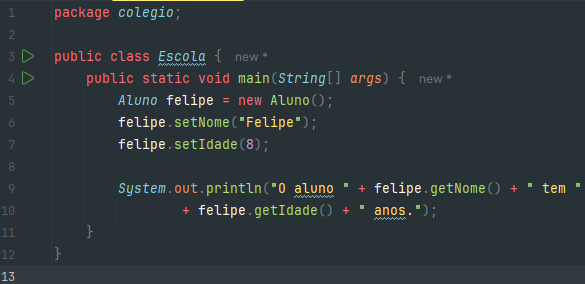 1 package colegio;
2
3 public class Escola { new *
4 public static void main(String[] args) { new *
5 Aluno felipe = new Aluno();
6 felipe.setNome("Felipe");
7 felipe.setIdade(8);
8
9 System.out.println("O aluno " + felipe.getNome() + " tem "
10 + felipe.getIdade() + " anos.");
11 }
12 }
13